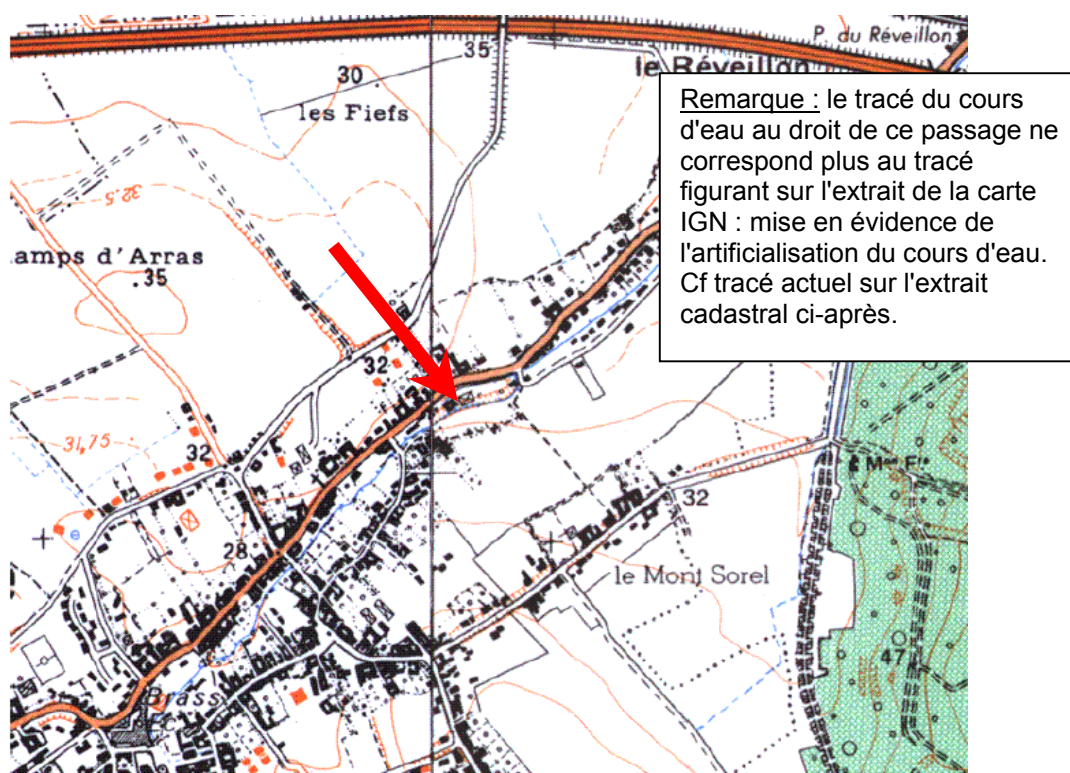 P. du Réveillon
35
le Réveillon
30
les Fiefs
Remarque : le tracé du cours
d'eau au droit de ce passage ne
correspond plus au tracé
figurant sur l'extrait de la carte
IGN : mise en évidence de
l'artificialisation du cours d'eau.
Cf tracé actuel sur l'extrait
cadastral ci-après.
32.5
amps d'Arras
.35
32
31,75
32
32
28
le Mont Sorel
47
Brass